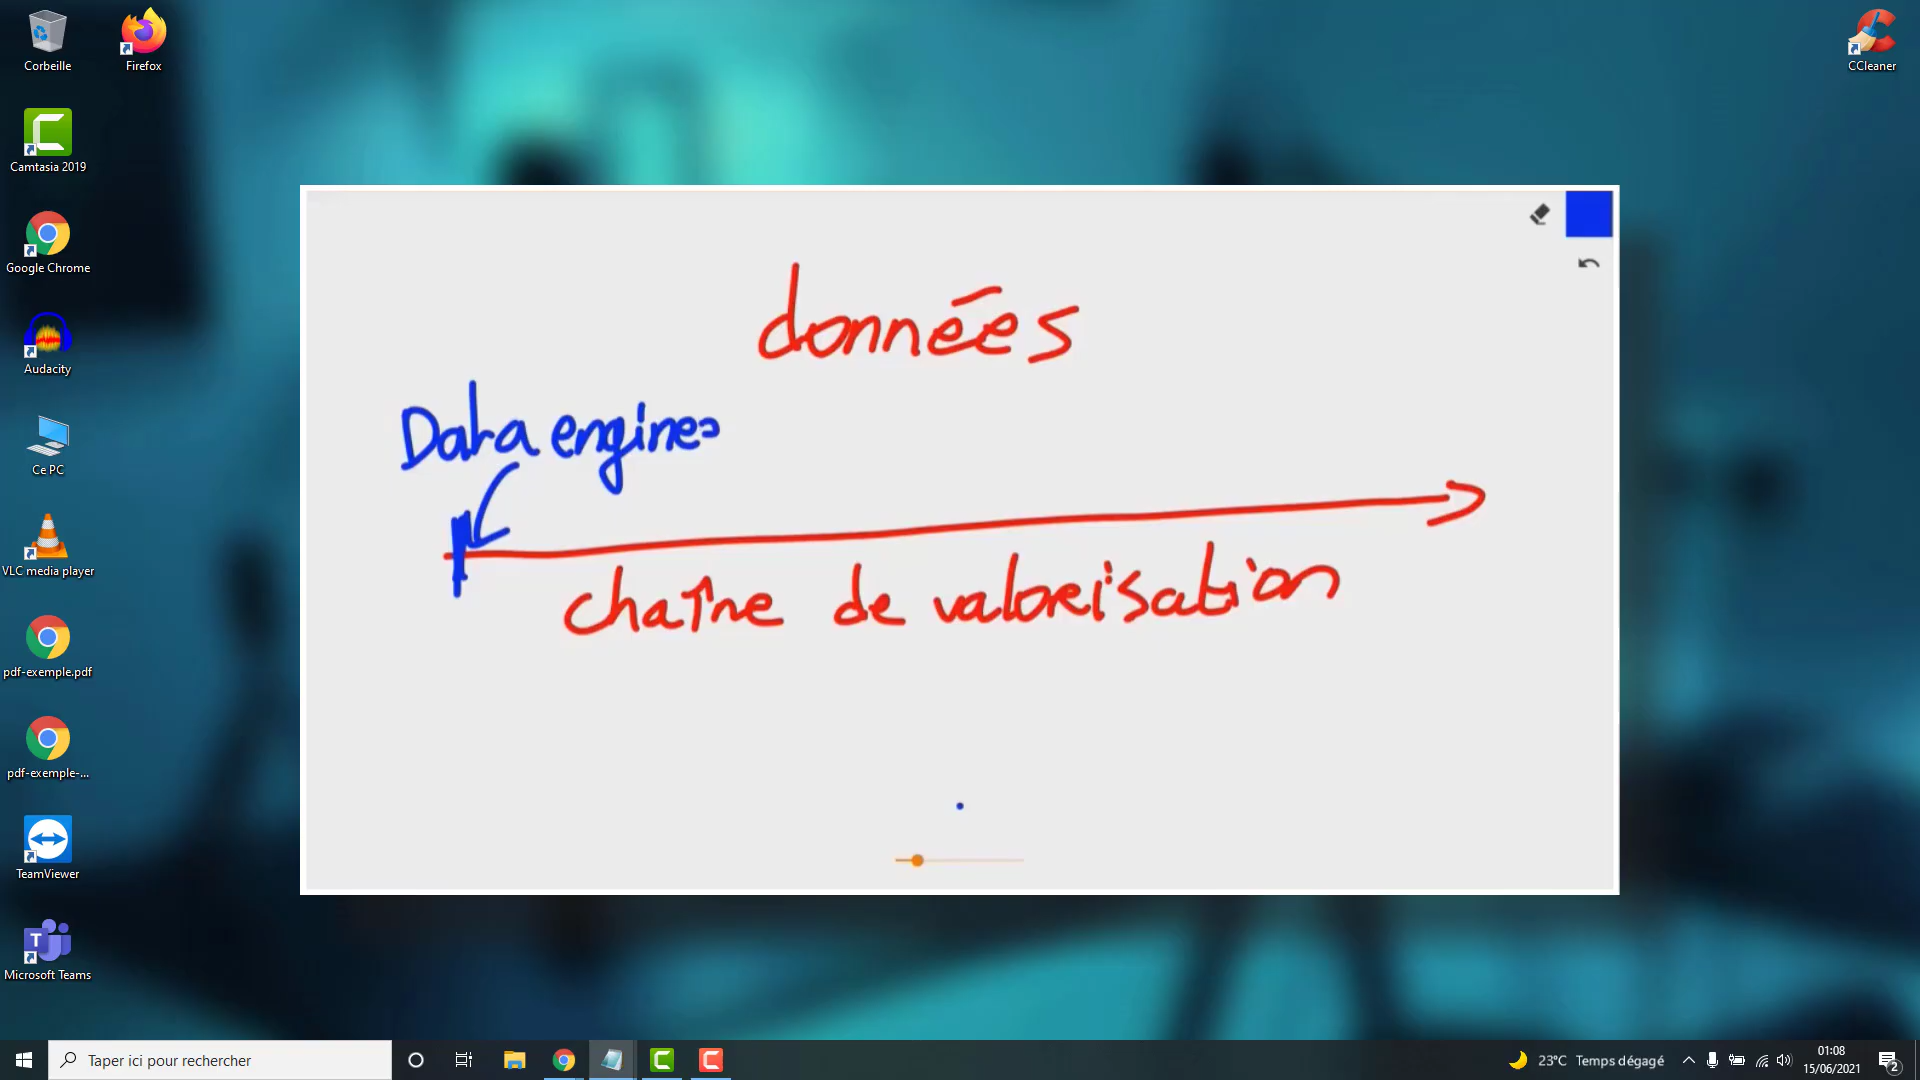 Corbeille
Firefox
CCleaner
Camtasia 2019
Google Chrome
Audacity
Ce PC
VLC media player
pdf-exemple.pdf
pdf-exemple-...
TeamViewer
T
Microsoft Teams
données
Data engine
chaîne de valorisation
Taper ici pour rechercher
23°C Temps dégagé
01:08
15/06/2021
2